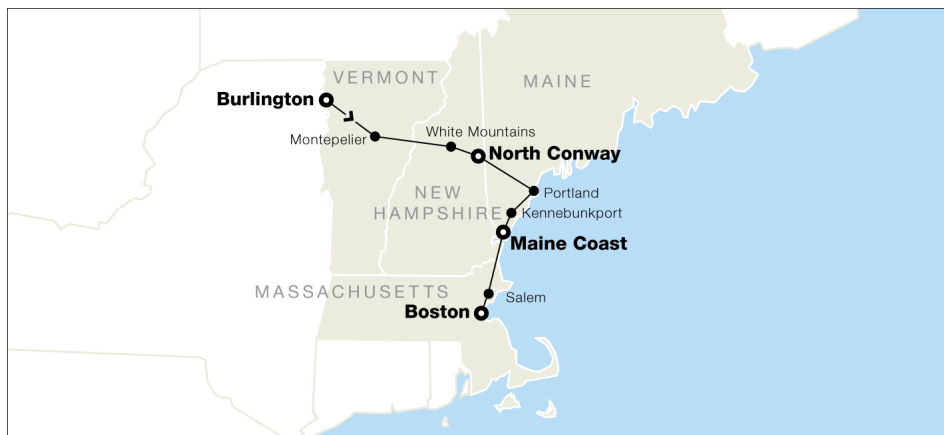 VERMONT
MAINE
Burlington
Montepelier
White Mountains
North Conway
NEW
HAMPSHIRE
Portland
Kennebunkport
Maine Coast
MASSACHUSETTS
Salem
Boston